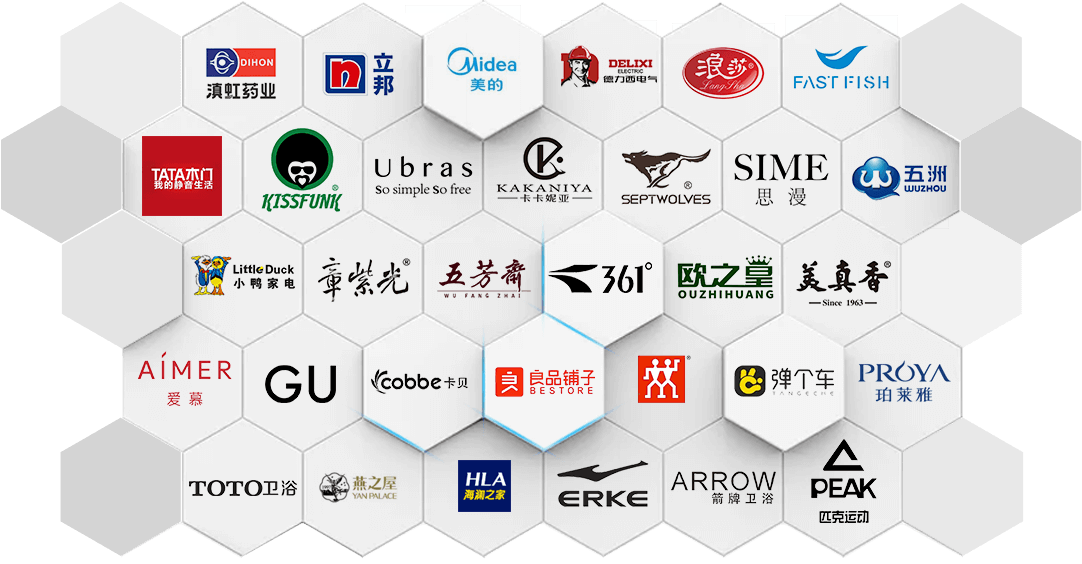 DIHON
滇虹药业
n
立邦
Midea
美的
DELIXI
ELECTRIC
德力西电气
浪莎®
LangSha
FAST FISH
TATA木门
我的静音生活
KISSFUNK®
Ubras
So simple So free
K
KAKANIYA
卡卡妮亚
®
SEPTWOLVES
SIME
思漫
五洲
WUZHOU
Little Duck
小鸭家电
章紫光®
五芳斋
WU FANG ZHAI
361°
欧之皇
OUZHIHUANG
美真香®
Since 1963
AIMER
爱慕
GU
cobbe卡贝
良品铺子
BESTORE
®
弹个车
TANGECHE
PROYA
珀莱雅
TOTO卫浴
燕之屋
YAN PALACE
HLA
海澜之家
ERKE
ARROW
箭牌卫浴
PEAK
匹克运动